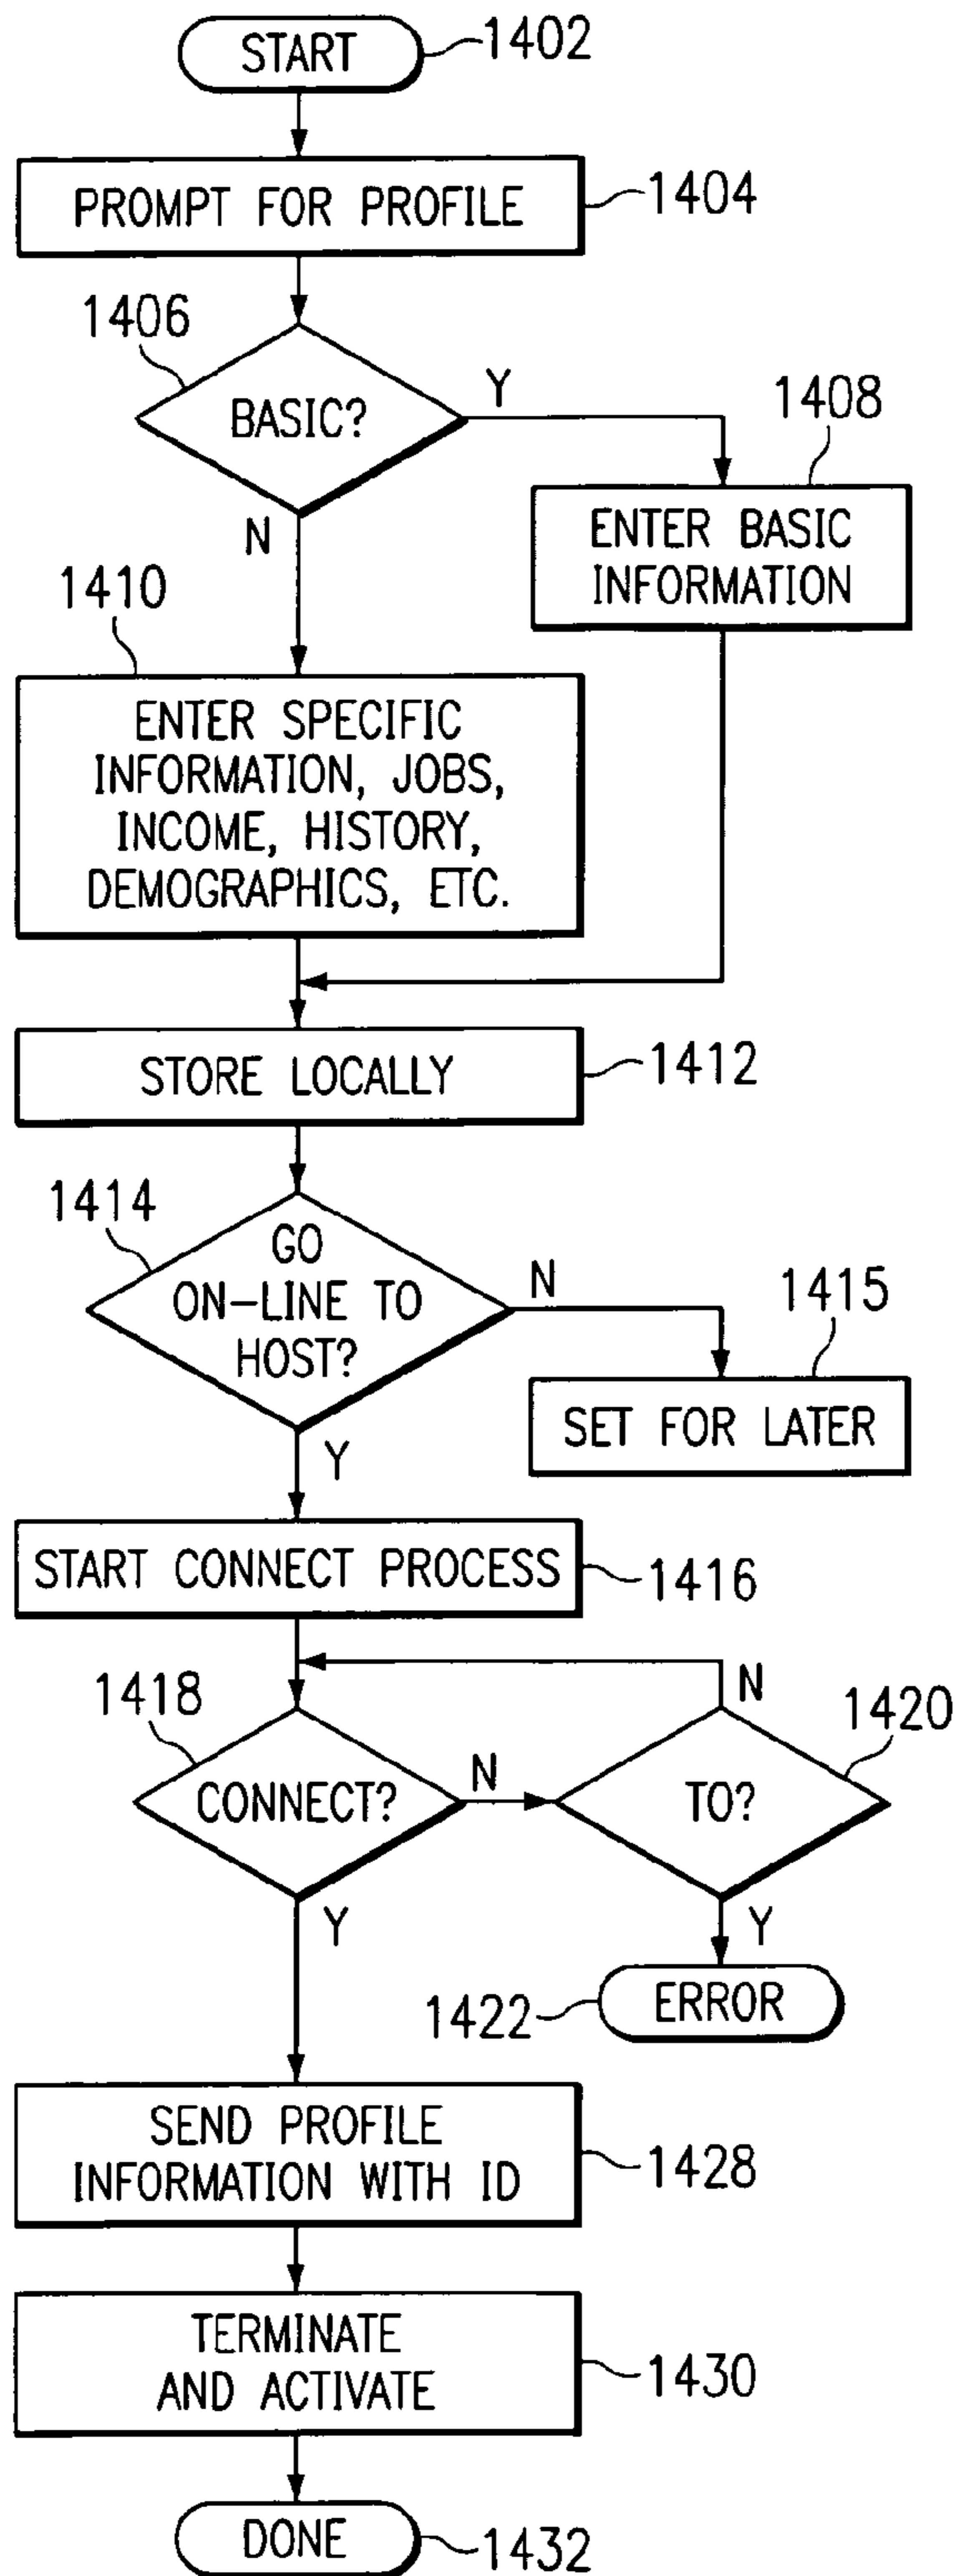 START
1402
PROMPT FOR PROFILE
1404
1406
BASIC?
Y
N
1408
ENTER BASIC
INFORMATION
1410
ENTER SPECIFIC
INFORMATION, JOBS,
INCOME, HISTORY,
DEMOGRAPHICS, ETC.
STORE LOCALLY
1412
1414
GO
ON-LINE TO
HOST?
N
Y
1415
SET FOR LATER
START CONNECT PROCESS
1416
1418
CONNECT?
N
Y
1420
TO?
N
Y
1422
ERROR
SEND PROFILE
INFORMATION WITH ID
1428
TERMINATE
AND ACTIVATE
1430
DONE
1432